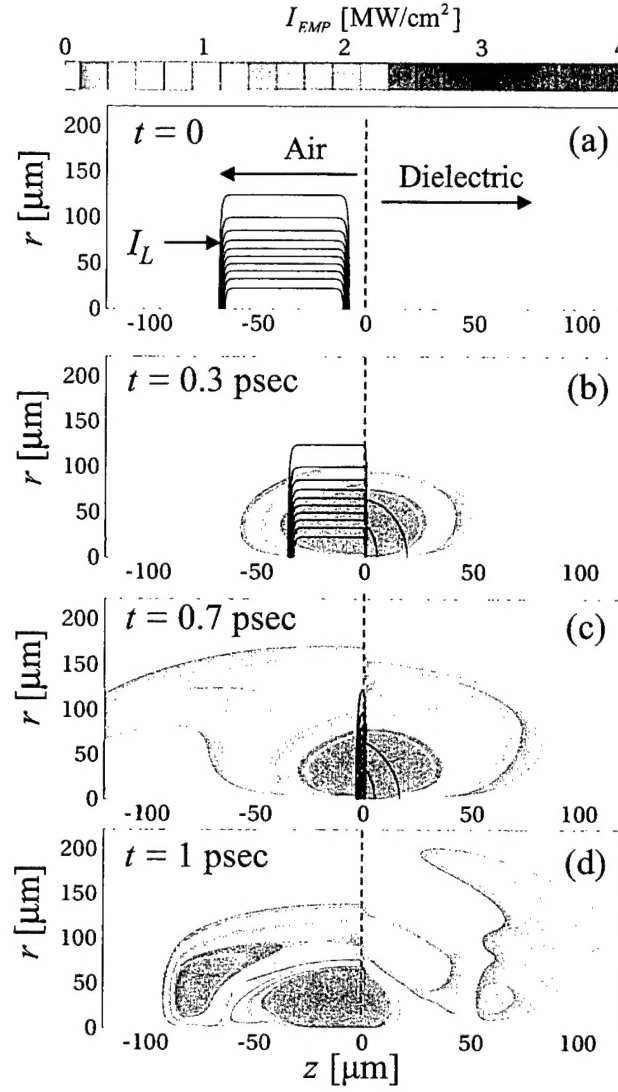 I_EMP [MW/cm²]
0 1 2 3 4
t = 0 (a)
Air
Dielectric
I_L
r [µm]
200
150
100
50
0
-100 -50 0 50 100
t = 0.3 psec (b)
r [µm]
200
150
100
50
0
-100 -50 0 50 100
t = 0.7 psec (c)
r [µm]
200
150
100
50
0
-100 -50 0 50 100
t = 1 psec (d)
r [µm]
200
150
100
50
0
-100 -50 0 50 100
z [µm]